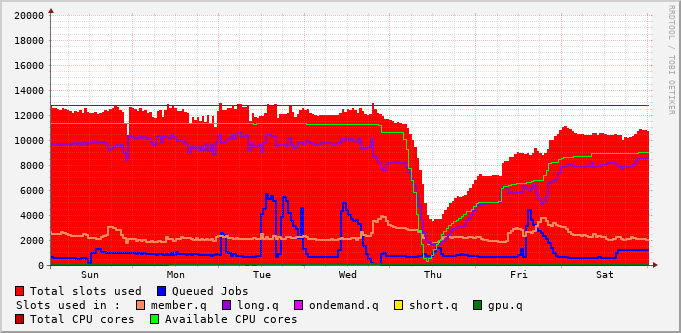 20000
18000
16000
14000
12000
10000
8000
6000
4000
2000
0
Sun Mon Tue Wed Thu Fri Sat
RRDTOOL / TOBI OETIKER
Total slots used Queued Jobs
Slots used in : member.q long.q ondemand.q short.q gpu.q
Total CPU cores Available CPU cores